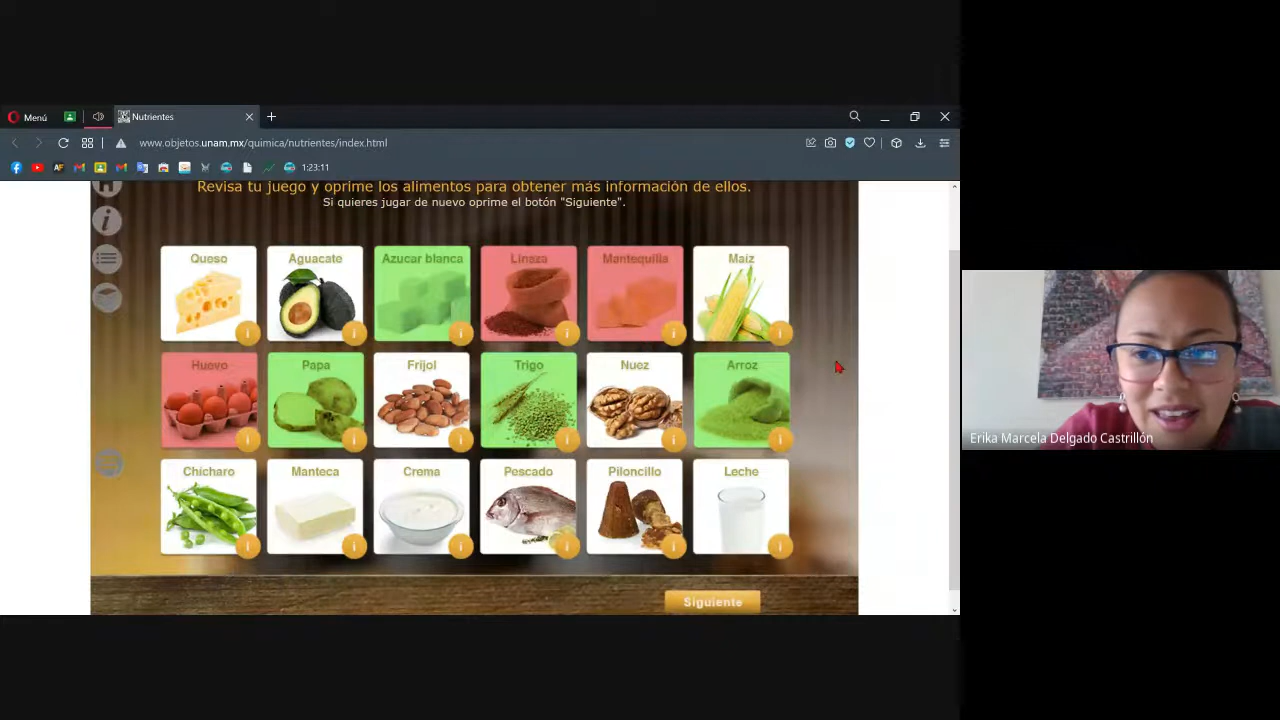 Menú
Nutrientes
www.objetos.unam.mx/quimica/nutrientes/index.html
1:23:11
Revisa tu juego y oprime los alimentos para obtener más información de ellos.
Si quieres jugar de nuevo oprime el botón "Siguiente".
Queso Aguacate Azucar blanca Linaza Mantequilla Maíz
i i i i i i
Huevo Papa Frijol Trigo Nuez Arroz
i i i i i i
Chícharo Manteca Crema Pescado Piloncillo Leche
i i i i i i
Siguiente
Erika Marcela Delgado Castrillón